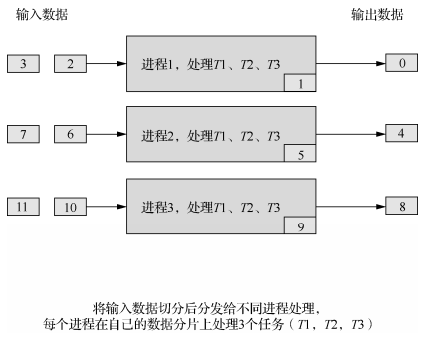 输入数据 输出数据
3 2 进程1，处理T1、T2、T3 0
1
7 6 进程2，处理T1、T2、T3 4
5
11 10 进程3，处理T1、T2、T3 8
9
将输入数据切分后分发给不同进程处理，
每个进程在自己的数据分片上处理3个任务（T1，T2，T3）